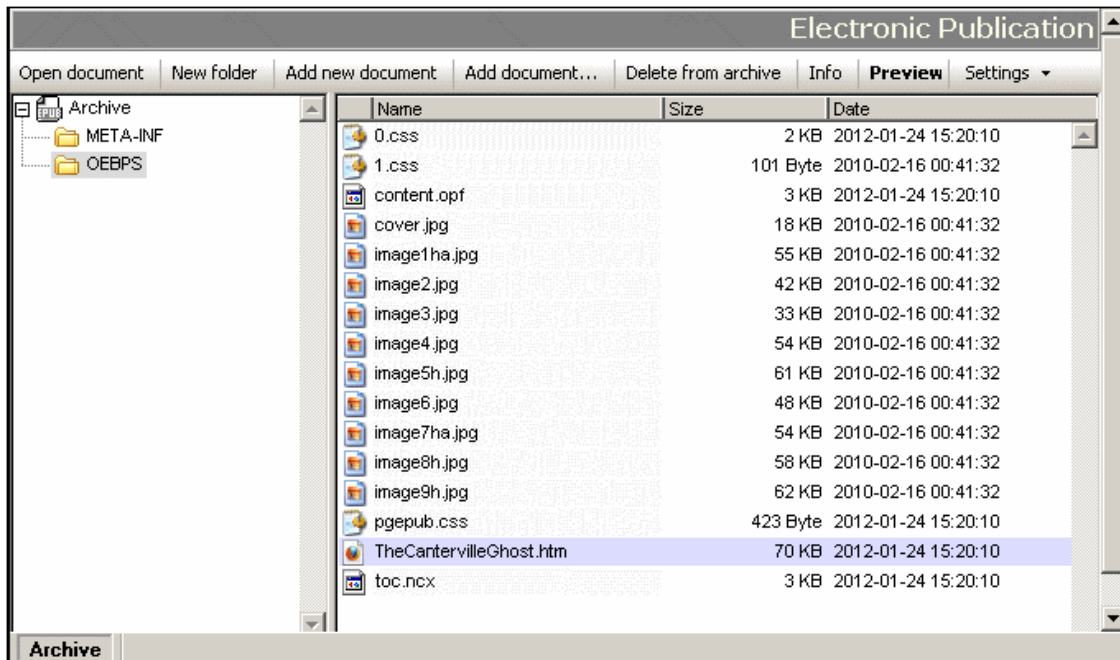 Electronic Publication
Open document New folder Add new document Add document... Delete from archive Info Preview Settings
Archive
META-INF
OEBPS
Name Size Date
0.css 2 KB 2012-01-24 15:20:10
1.css 101 Byte 2010-02-16 00:41:32
content.opf 3 KB 2012-01-24 15:20:10
cover.jpg 18 KB 2010-02-16 00:41:32
image1ha.jpg 55 KB 2010-02-16 00:41:32
image2.jpg 42 KB 2010-02-16 00:41:32
image3.jpg 33 KB 2010-02-16 00:41:32
image4.jpg 54 KB 2010-02-16 00:41:32
image5h.jpg 61 KB 2010-02-16 00:41:32
image6.jpg 48 KB 2010-02-16 00:41:32
image7ha.jpg 54 KB 2010-02-16 00:41:32
image8h.jpg 58 KB 2010-02-16 00:41:32
image9h.jpg 62 KB 2010-02-16 00:41:32
pgepub.css 423 Byte 2012-01-24 15:20:10
TheCantervilleGhost.htm 70 KB 2012-01-24 15:20:10
toc.ncx 3 KB 2012-01-24 15:20:10
Archive